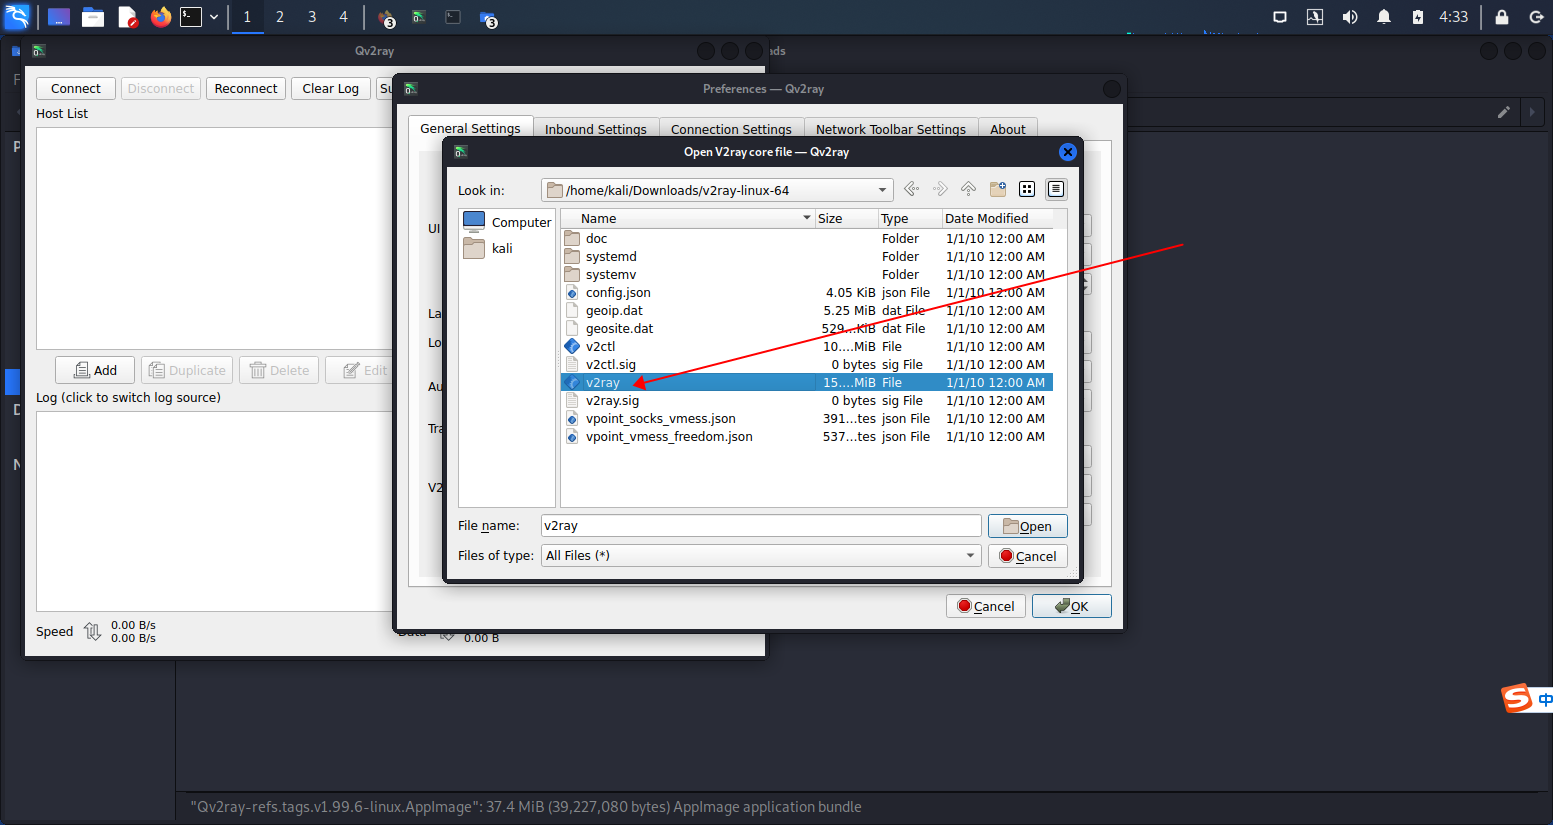 1 2 3 4 3 3 4:33
Qv2ray
ads
Connect Disconnect Reconnect Clear Log Su
Host List
Add Duplicate Delete Edit
Log (click to switch log source)
Speed 0.00 B/s
0.00 B/s
Data 0.00 B
Preferences — Qv2ray
General Settings Inbound Settings Connection Settings Network Toolbar Settings About
UI
La
Lo
Au
Tra
V2
Cancel OK
Open V2ray core file — Qv2ray
Look in: /home/kali/Downloads/v2ray-linux-64
Computer
kali
Name Size Type Date Modified
doc Folder 1/1/10 12:00 AM
systemd Folder 1/1/10 12:00 AM
systemv Folder 1/1/10 12:00 AM
config.json 4.05 KiB json File 1/1/10 12:00 AM
geoip.dat 5.25 MiB dat File 1/1/10 12:00 AM
geosite.dat 529...KiB dat File 1/1/10 12:00 AM
v2ctl 10....MiB File 1/1/10 12:00 AM
v2ctl.sig 0 bytes sig File 1/1/10 12:00 AM
v2ray 15....MiB File 1/1/10 12:00 AM
v2ray.sig 0 bytes sig File 1/1/10 12:00 AM
vpoint_socks_vmess.json 391...tes json File 1/1/10 12:00 AM
vpoint_vmess_freedom.json 537...tes json File 1/1/10 12:00 AM
File name: v2ray Open
Files of type: All Files (*) Cancel
中
"Qv2ray-refs.tags.v1.99.6-linux.AppImage": 37.4 MiB (39,227,080 bytes) AppImage application bundle